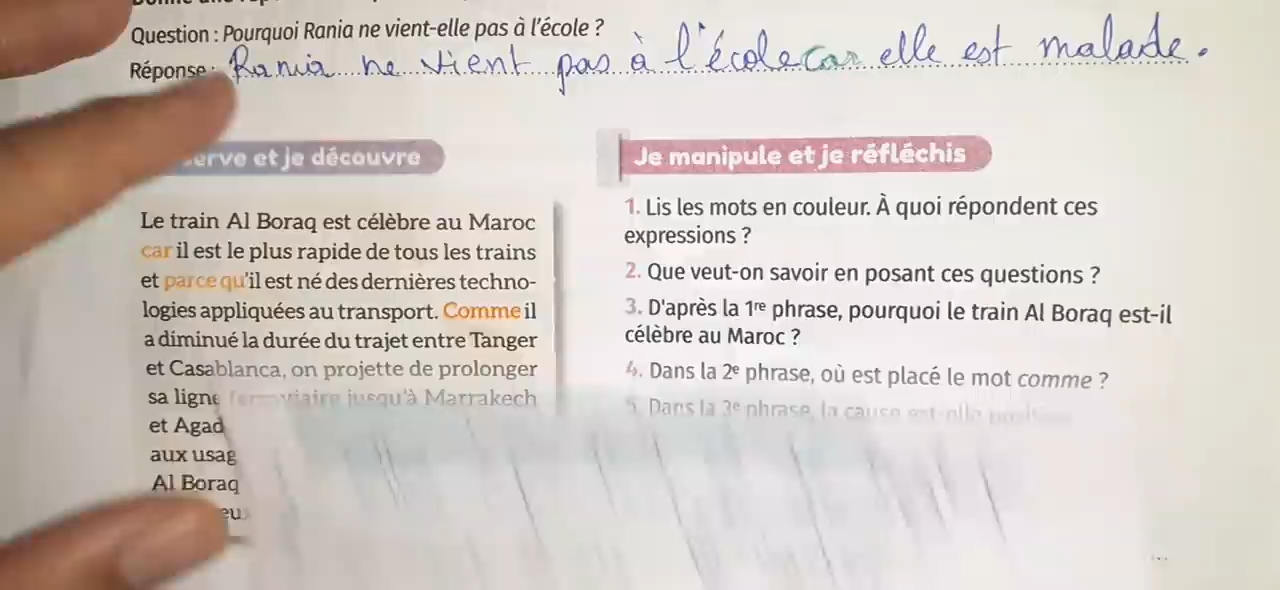 Question : Pourquoi Rania ne vient-elle pas à l'école ?
Réponse : Rania ne vient pas à l'école car elle est malade.
erve et je découvre
Le train Al Boraq est célèbre au Maroc
car il est le plus rapide de tous les trains
et parce qu'il est né des dernières techno-
logies appliquées au transport. Comme il
a diminué la durée du trajet entre Tanger
et Casablanca, on projette de prolonger
sa ligne ferroviaire jusqu'à Marrakech
et Agad
aux usag
Al Boraq
eu
Je manipule et je réfléchis
1. Lis les mots en couleur. À quoi répondent ces
expressions ?
2. Que veut-on savoir en posant ces questions ?
3. D'après la 1re phrase, pourquoi le train Al Boraq est-il
célèbre au Maroc ?
4. Dans la 2e phrase, où est placé le mot comme ?
5. Dans la 3e phrase, la cause est-elle